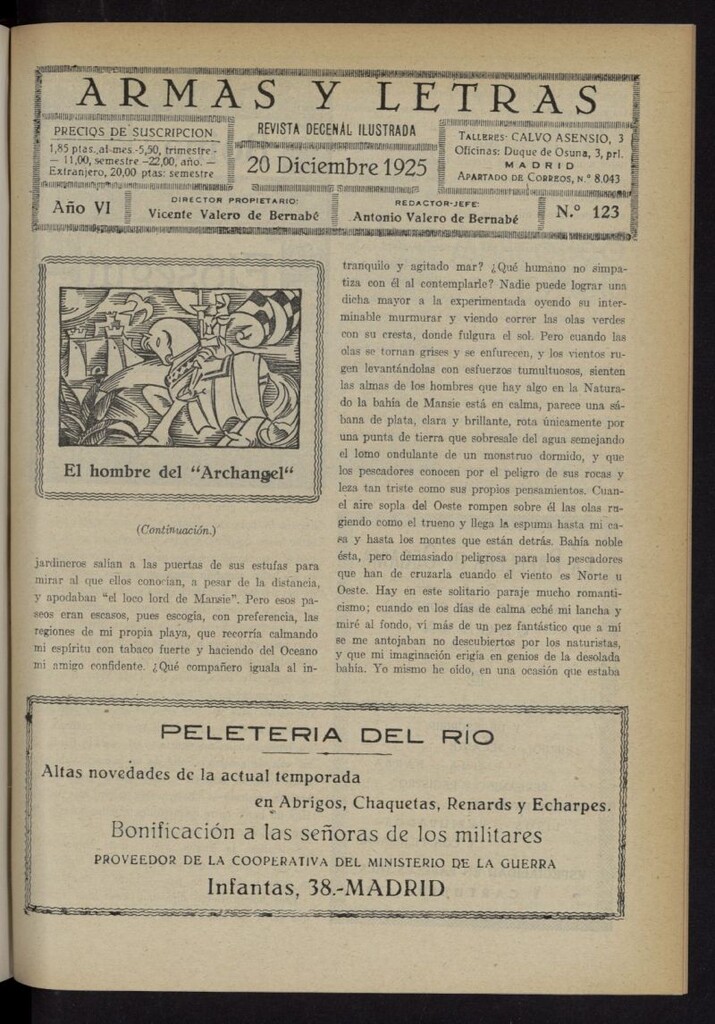 ARMAS Y LETRAS
PRECIOS DE SUSCRIPCION
1,85 ptas. al-mes.-5,50, trimestre-
— 11,00, semestre —22,00, año. —
Extranjero, 20,00 ptas: semestre
REVISTA DECENAL ILUSTRADA
20 Diciembre 1925
TALLERES: CALVO ASENSIO, 3
Oficinas: Duque de Osuna, 3, prl.
MADRID
APARTADO DE CORREOS, N.º 8.043
Año VI
DIRECTOR PROPIETARIO:
Vicente Valero de Bernabé
REDACTOR-JEFE:
Antonio Valero de Bernabé
N.º 123
El hombre del “Archangel“
(Continuación.)
jardineros salían a las puertas de sus estufas para
mirar al que ellos conocían, a pesar de la distancia,
y apodaban “el loco lord de Mansie”. Pero esos pa-
seos eran escasos, pues escogía, con preferencia, las
regiones de mi propia playa, que recorría calmando
mi espíritu con tabaco fuerte y haciendo del Oceano
mi amigo confidente. ¿Qué compañero iguala al in-
tranquilo y agitado mar? ¿Qué humano no simpa-
tiza con él al contemplarle? Nadie puede lograr una
dicha mayor a la experimentada oyendo su inter-
minable murmurar y viendo correr las olas verdes
con su cresta, donde fulgura el sol. Pero cuando las
olas se tornan grises y se enfurecen, y los vientos ru-
gen levantándolas con esfuerzos tumultuosos, sienten
las almas de los hombres que hay algo en la Natura-
do la bahía de Mansie está en calma, parece una sá-
bana de plata, clara y brillante, rota únicamente por
una punta de tierra que sobresale del agua semejando
el lomo ondulante de un monstruo dormido, y que
los pescadores conocen por el peligro de sus rocas y
leza tan triste como sus propios pensamientos. Cuan-
el aire sopla del Oeste rompen sobre él las olas ru-
giendo como el trueno y llega la espuma hasta mi ca-
sa y hasta los montes que están detrás. Bahía noble
ésta, pero demasiado peligrosa para los pescadores
que han de cruzarla cuando el viento es Norte u
Oeste. Hay en este solitario paraje mucho romanti-
cismo; cuando en los días de calma eché mi lancha y
miré al fondo, vi más de un pez fantástico que a mí
se me antojaban no descubiertos por los naturistas,
y que mi imaginación erigía en genios de la desolada
bahía. Yo mismo he oído, en una ocasión que estaba
PELETERIA DEL RÍO
Altas novedades de la actual temporada
en Abrigos, Chaquetas, Renards y Echarpes.
Bonificación a las señoras de los militares
PROVEEDOR DE LA COOPERATIVA DEL MINISTERIO DE LA GUERRA
Infantas, 38.-MADRID